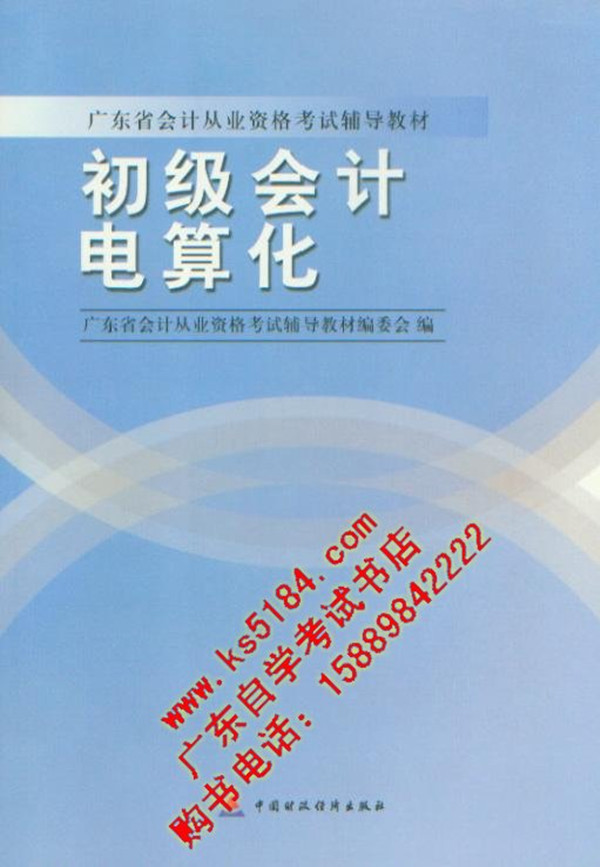 广东省会计从业资格考试辅导教材
初级会计
电算化
广东省会计从业资格考试辅导教材编委会 编
www.ks5184.com
广东自学考试书店
购书电话：15889842222
中国财政经济出版社